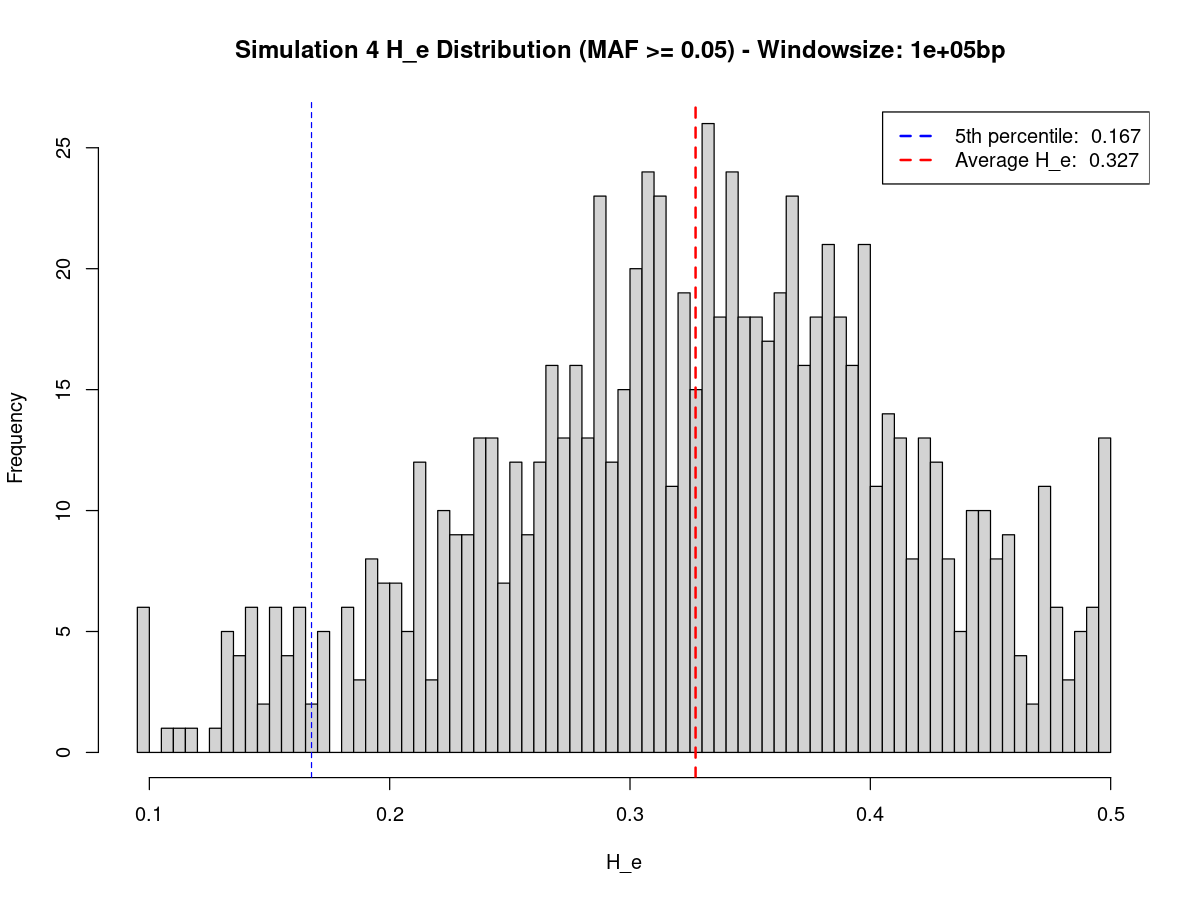 Simulation 4 H_e Distribution (MAF >= 0.05) - Windowsize: 1e+05bp
5th percentile: 0.167
Average H_e: 0.327
Frequency
25
20
15
10
5
0
0.1 0.2 0.3 0.4 0.5
H_e